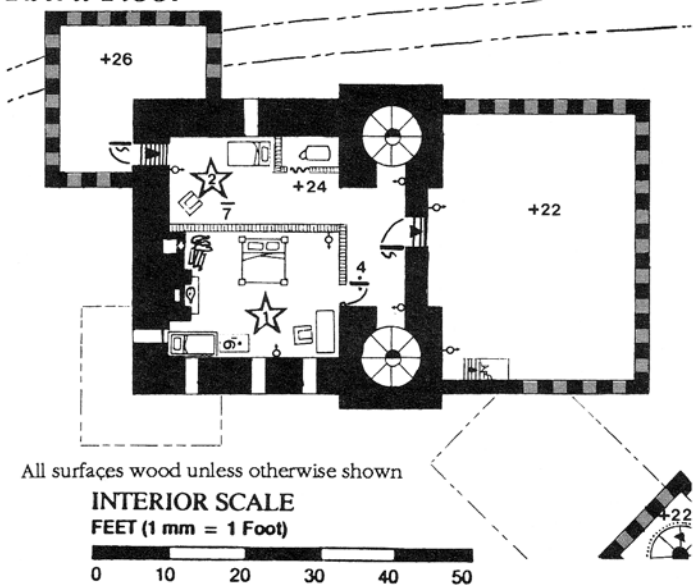 +26
2
+24
7
+22
4
1
6
All surfaces wood unless otherwise shown
+22
INTERIOR SCALE
FEET (1 mm = 1 Foot)
0 10 20 30 40 50